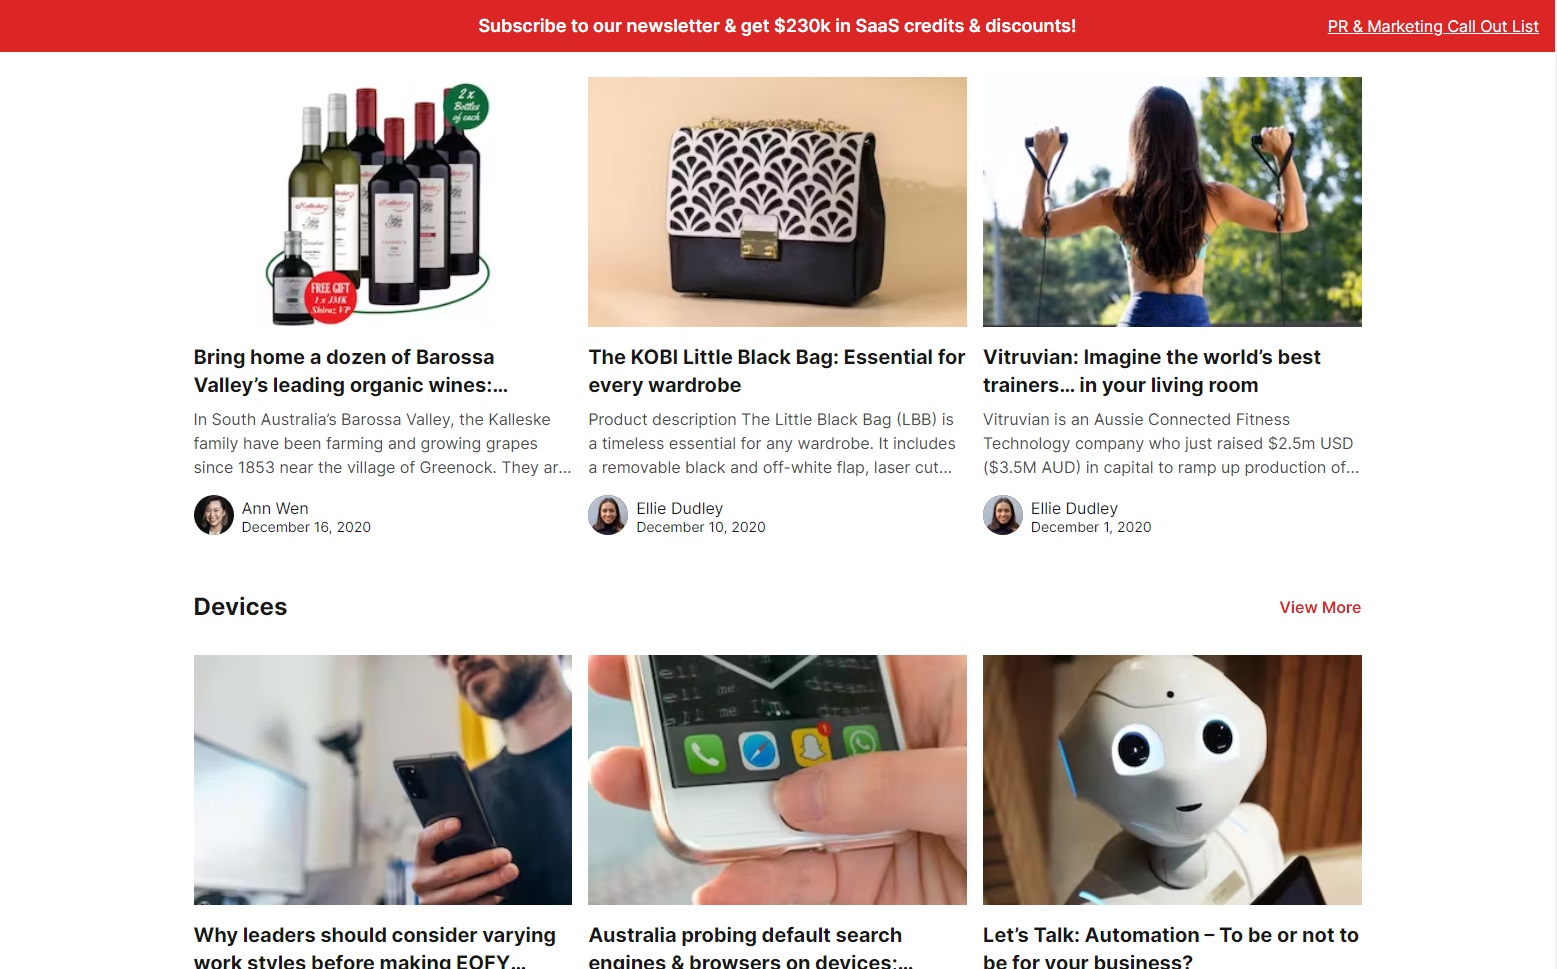 Subscribe to our newsletter & get $230k in SaaS credits & discounts!
PR & Marketing Call Out List
2 x
Bottles
of each
FREE GIFT
1 x JMK
Shiraz VP
Bring home a dozen of Barossa
Valley’s leading organic wines:...
In South Australia’s Barossa Valley, the Kalleske
family have been farming and growing grapes
since 1853 near the village of Greenock. They ar...
Ann Wen
December 16, 2020
The KOBI Little Black Bag: Essential for
every wardrobe
Product description The Little Black Bag (LBB) is
a timeless essential for any wardrobe. It includes
a removable black and off-white flap, laser cut...
Ellie Dudley
December 10, 2020
Vitruvian: Imagine the world’s best
trainers… in your living room
Vitruvian is an Aussie Connected Fitness
Technology company who just raised $2.5m USD
($3.5M AUD) in capital to ramp up production of...
Ellie Dudley
December 1, 2020
Devices
View More
ell me dreams
ell me I'm dream
1
Why leaders should consider varying
work styles before making EOFY...
Australia probing default search
engines & browsers on devices:...
Let’s Talk: Automation – To be or not to
be for your business?